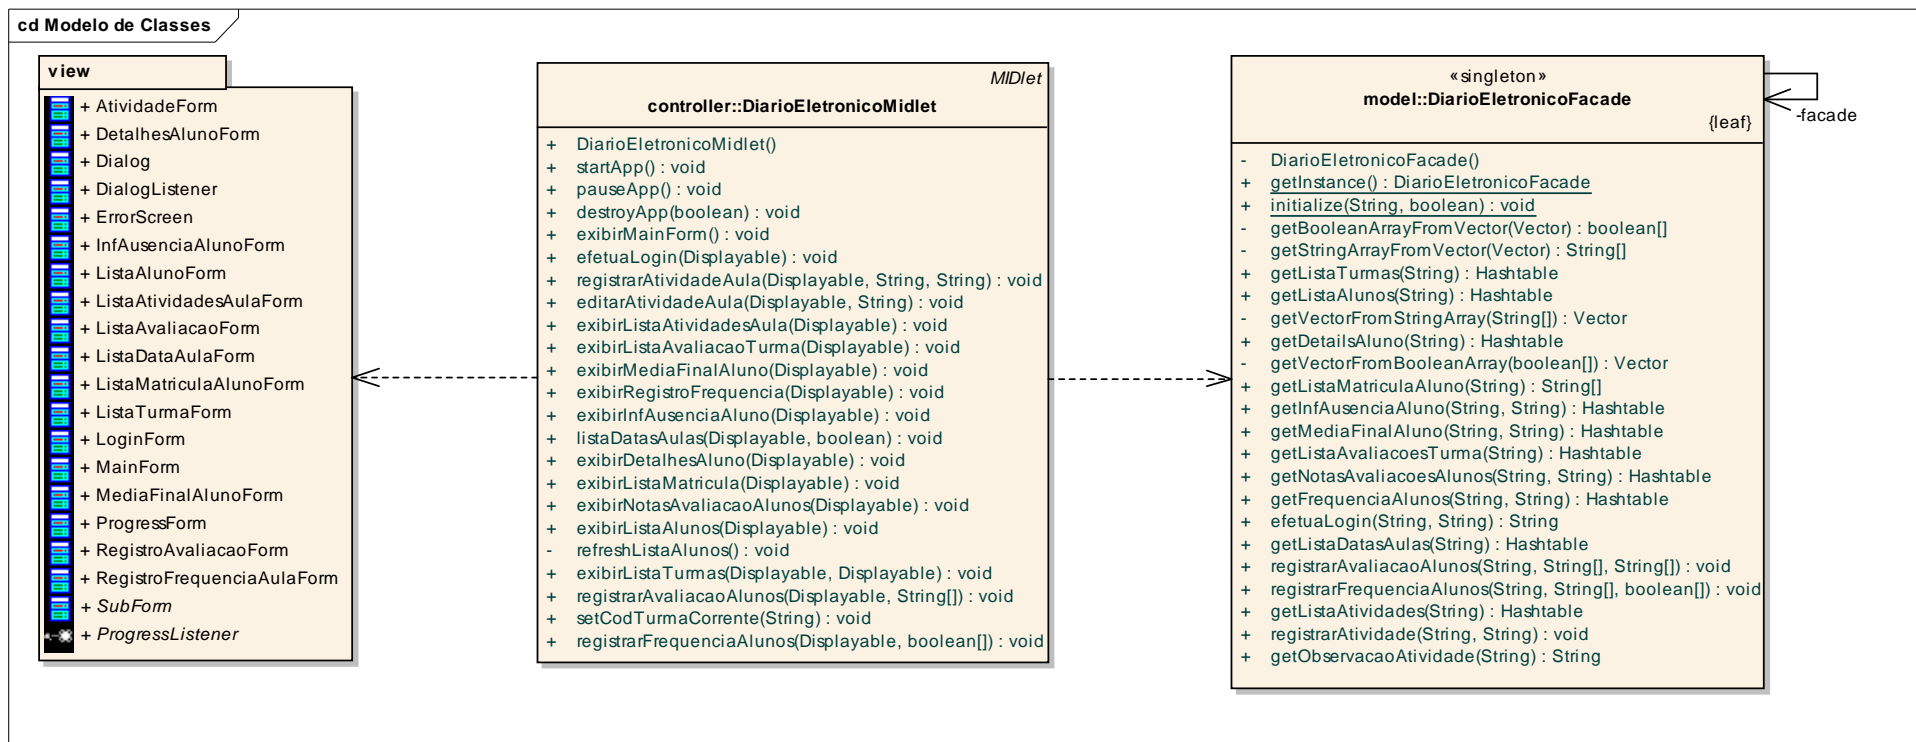 cd Modelo de Classes
view
+ AtividadeForm
+ DetalhesAlunoForm
+ Dialog
+ DialogListener
+ ErrorScreen
+ InfAusenciaAlunoForm
+ ListaAlunoForm
+ ListaAtividadesAulaForm
+ ListaAvaliacaoForm
+ ListaDataAulaForm
+ ListaMatriculaAlunoForm
+ ListaTurmaForm
+ LoginForm
+ MainForm
+ MediaFinalAlunoForm
+ ProgressForm
+ RegistroAvaliacaoForm
+ RegistroFrequenciaAulaForm
+ SubForm
+ ProgressListener
MIDlet
controller::DiarioEletronicoMidlet
+ DiarioEletronicoMidlet()
+ startApp() : void
+ pauseApp() : void
+ destroyApp(boolean) : void
+ exibirMainForm() : void
+ efetuaLogin(Displayable) : void
+ registrarAtividadeAula(Displayable, String, String) : void
+ editarAtividadeAula(Displayable, String) : void
+ exibirListaAtividadesAula(Displayable) : void
+ exibirListaAvaliacaoTurma(Displayable) : void
+ exibirMediaFinalAluno(Displayable) : void
+ exibirRegistroFrequencia(Displayable) : void
+ exibirInfAusenciaAluno(Displayable) : void
+ listaDatasAulas(Displayable, boolean) : void
+ exibirDetalhesAluno(Displayable) : void
+ exibirListaMatricula(Displayable) : void
+ exibirNotasAvaliacaoAlunos(Displayable) : void
+ exibirListaAlunos(Displayable) : void
- refreshListaAlunos() : void
+ exibirListaTurmas(Displayable, Displayable) : void
+ registrarAvaliacaoAlunos(Displayable, String[]) : void
+ setCodTurmaCorrente(String) : void
+ registrarFrequenciaAlunos(Displayable, boolean[]) : void
«singleton»
model::DiarioEletronicoFacade
{leaf}
-facade
- DiarioEletronicoFacade()
+ getInstance() : DiarioEletronicoFacade
+ initialize(String, boolean) : void
- getBooleanArrayFromVector(Vector) : boolean[]
- getStringArrayFromVector(Vector) : String[]
+ getListaTurmas(String) : Hashtable
+ getListaAlunos(String) : Hashtable
- getVectorFromStringArray(String[]) : Vector
+ getDetailsAluno(String) : Hashtable
- getVectorFromBooleanArray(boolean[]) : Vector
+ getListaMatriculaAluno(String) : String[]
+ getInfAusenciaAluno(String, String) : Hashtable
+ getMediaFinalAluno(String, String) : Hashtable
+ getListaAvaliacoesTurma(String) : Hashtable
+ getNotasAvaliacoesAlunos(String, String) : Hashtable
+ getFrequenciaAlunos(String, String) : Hashtable
+ efetuaLogin(String, String) : String
+ getListaDatasAulas(String) : Hashtable
+ registrarAvaliacaoAlunos(String, String[], String[]) : void
+ registrarFrequenciaAlunos(String, String[], boolean[]) : void
+ getListaAtividades(String) : Hashtable
+ registrarAtividade(String, String) : void
+ getObservacaoAtividade(String) : String